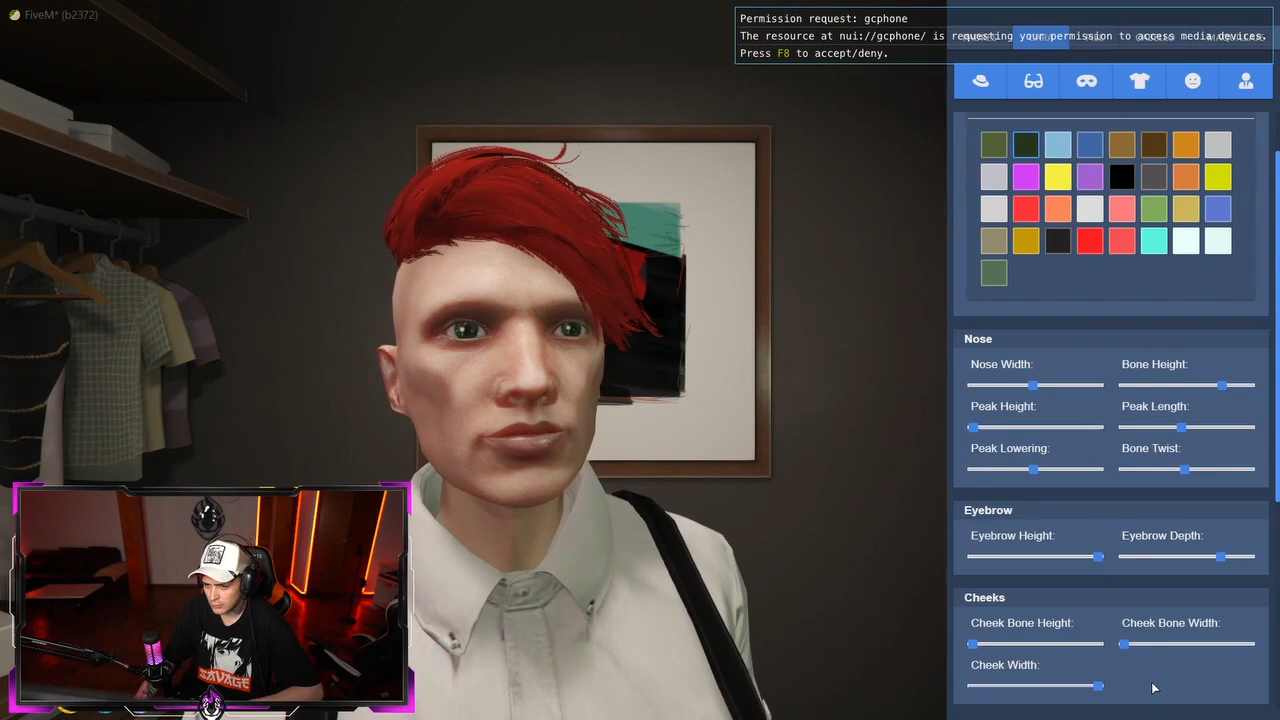 FiveM* (b2372)
Permission request: gcphone
The resource at nui://gcphone/ is requesting your permission to access media devices.
Press F8 to accept/deny.
Nose
Nose Width:
Bone Height:
Peak Height:
Peak Length:
Peak Lowering:
Bone Twist:
Eyebrow
Eyebrow Height:
Eyebrow Depth:
Cheeks
Cheek Bone Height:
Cheek Bone Width:
Cheek Width:
SAVAGE